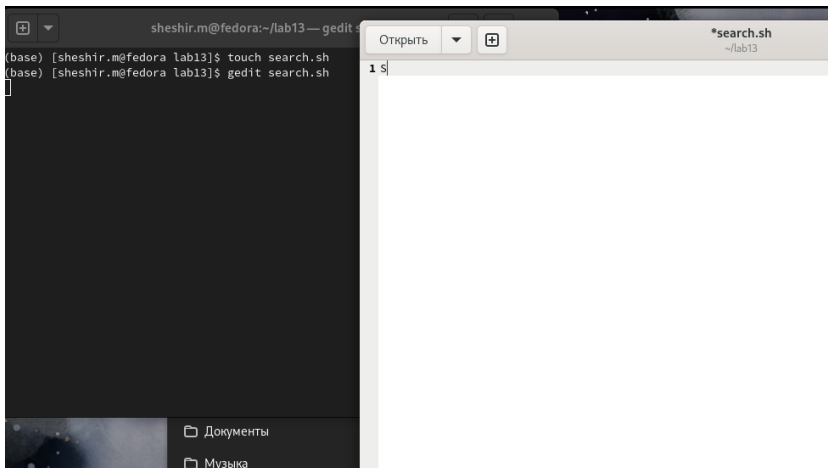 sheshir.m@fedora:~/lab13 — gedit s
(base) [sheshir.m@fedora lab13]$ touch search.sh
(base) [sheshir.m@fedora lab13]$ gedit search.sh
Открыть
*search.sh
~/lab13
1 s
Документы
Музыка